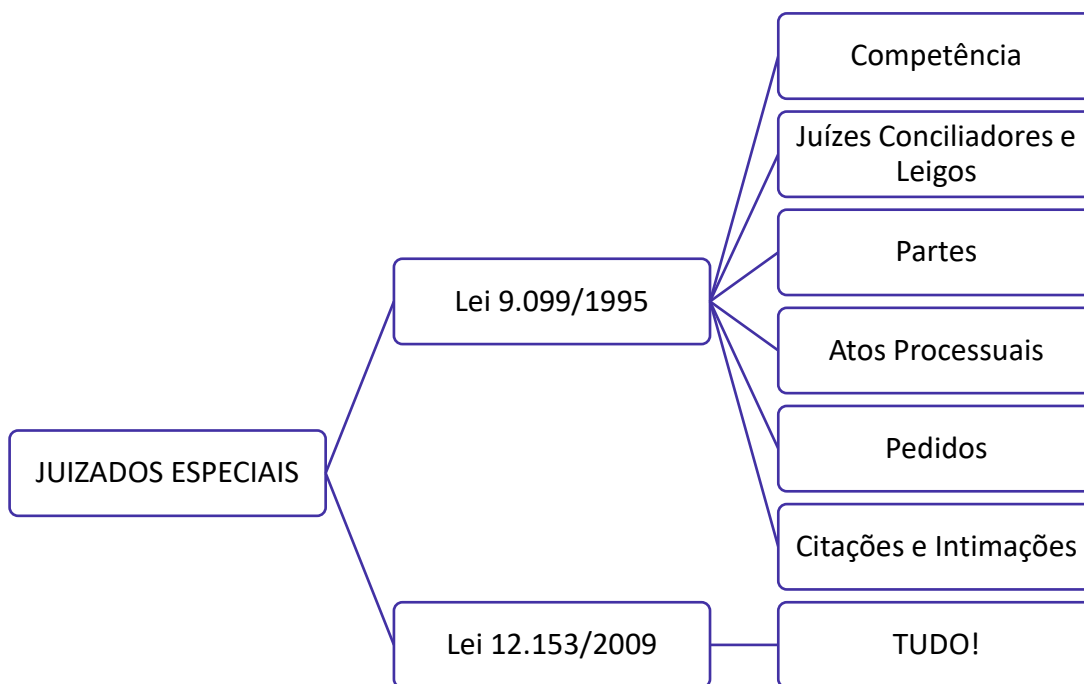 JUIZADOS ESPECIAIS
Lei 9.099/1995
Competência
Juízes Conciliadores e
Leigos
Partes
Atos Processuais
Pedidos
Citações e Intimações
Lei 12.153/2009
TUDO!